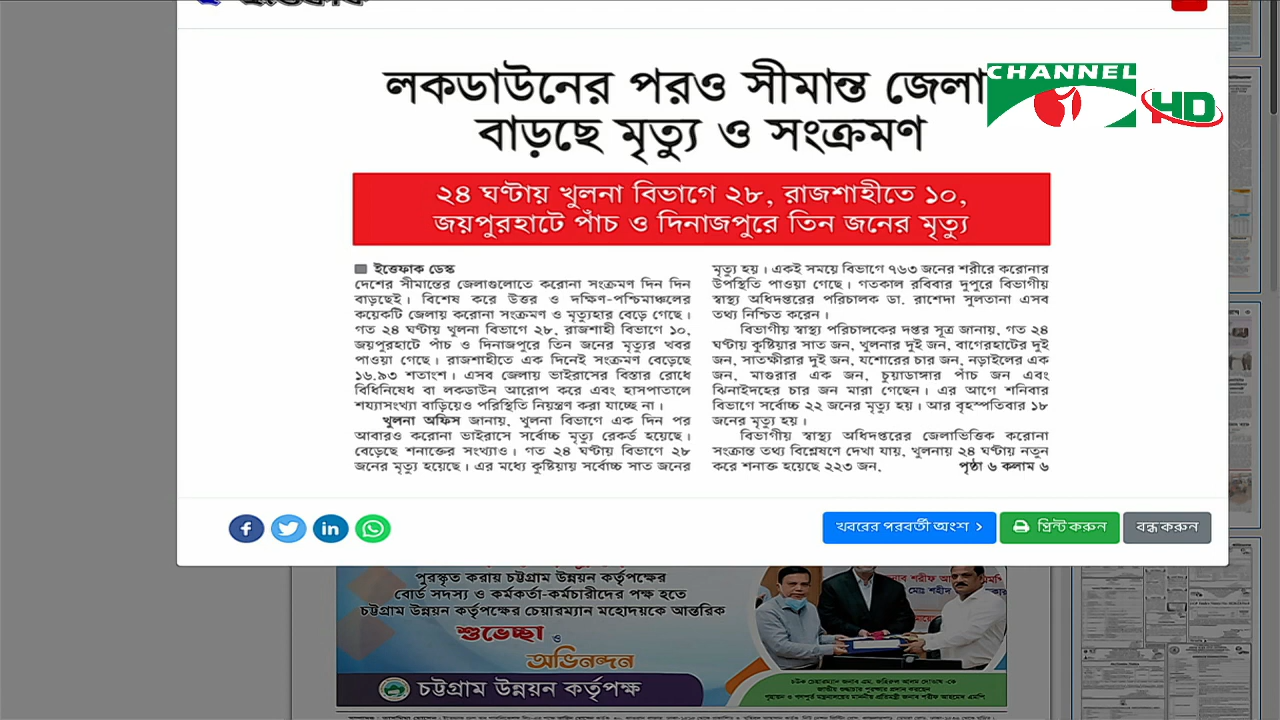 লকডাউনের পরও সীমান্ত জেলা
বাড়ছে মৃত্যু ও সংক্রমণ
CHANNEL
i HD
২৪ ঘণ্টায় খুলনা বিভাগে ২৮, রাজশাহীতে ১০,
জয়পুরহাটে পাঁচ ও দিনাজপুরে তিন জনের মৃত্যু
ইত্তেফাক ডেস্ক
দেশের সীমান্তের জেলাগুলোতে করোনা সংক্রমণ দিন দিন
বাড়ছেই। বিশেষ করে উত্তর ও দক্ষিণ-পশ্চিমাঞ্চলের
কয়েকটি জেলায় করোনা সংক্রমণ ও মৃত্যুহার বেড়ে গেছে।
গত ২৪ ঘণ্টায় খুলনা বিভাগে ২৮, রাজশাহী বিভাগে ১০,
জয়পুরহাটে পাঁচ ও দিনাজপুরে তিন জনের মৃত্যুর খবর
পাওয়া গেছে। রাজশাহীতে এক দিনেই সংক্রমণ বেড়েছে
১৬.৯৩ শতাংশ। এসব জেলায় ভাইরাসের বিস্তার রোধে
বিধিনিষেধ বা লকডাউন আরোপ করে এবং হাসপাতালে
শয্যাসংখ্যা বাড়িয়েও পরিস্থিতি নিয়ন্ত্রণ করা যাচ্ছে না।
খুলনা অফিস জানায়, খুলনা বিভাগে এক দিন পর
আবারও করোনা ভাইরাসে সর্বোচ্চ মৃত্যু রেকর্ড হয়েছে।
বেড়েছে শনাক্তের সংখ্যাও। গত ২৪ ঘণ্টায় বিভাগে ২৮
জনের মৃত্যু হয়েছে। এর মধ্যে কুষ্টিয়ায় সর্বোচ্চ সাত জনের
মৃত্যু হয়। একই সময়ে বিভাগে ৭৬৩ জনের শরীরে করোনার
উপস্থিতি পাওয়া গেছে। গতকাল রবিবার দুপুরে বিভাগীয়
স্বাস্থ্য অধিদপ্তরের পরিচালক ডা. রাশেদা সুলতানা এসব
তথ্য নিশ্চিত করেন।
বিভাগীয় স্বাস্থ্য পরিচালকের দপ্তর সূত্র জানায়, গত ২৪
ঘণ্টায় কুষ্টিয়ার সাত জন, খুলনার দুই জন, বাগেরহাটের দুই
জন, সাতক্ষীরার দুই জন, যশোরের চার জন, নড়াইলের এক
জন, মাগুরার এক জন, চুয়াডাঙ্গার পাঁচ জন এবং
ঝিনাইদহের চার জন মারা গেছেন। এর আগে শনিবার
বিভাগে সর্বোচ্চ ২২ জনের মৃত্যু হয়। আর বৃহস্পতিবার ১৮
জনের মৃত্যু হয়।
বিভাগীয় স্বাস্থ্য অধিদপ্তরের জেলাভিত্তিক করোনা
সংক্রান্ত তথ্য বিশ্লেষণে দেখা যায়, খুলনায় ২৪ ঘণ্টায় নতুন
করে শনাক্ত হয়েছে ২২৩ জন, পৃষ্ঠা ৬ কলাম ৬
খবরের পরবর্তী অংশ প্রিন্ট করুন বন্ধ করুন
পুরস্কৃত করায় চট্টগ্রাম উন্নয়ন কর্তৃপক্ষের
বোর্ড সদস্য ও কর্মকর্তা-কর্মচারীদের পক্ষ হতে
চট্টগ্রাম উন্নয়ন কর্তৃপক্ষের চেয়ারম্যান মহোদয়কে আন্তরিক
শুভেচ্ছা ও
অভিনন্দন
চট্টগ্রাম উন্নয়ন কর্তৃপক্ষ